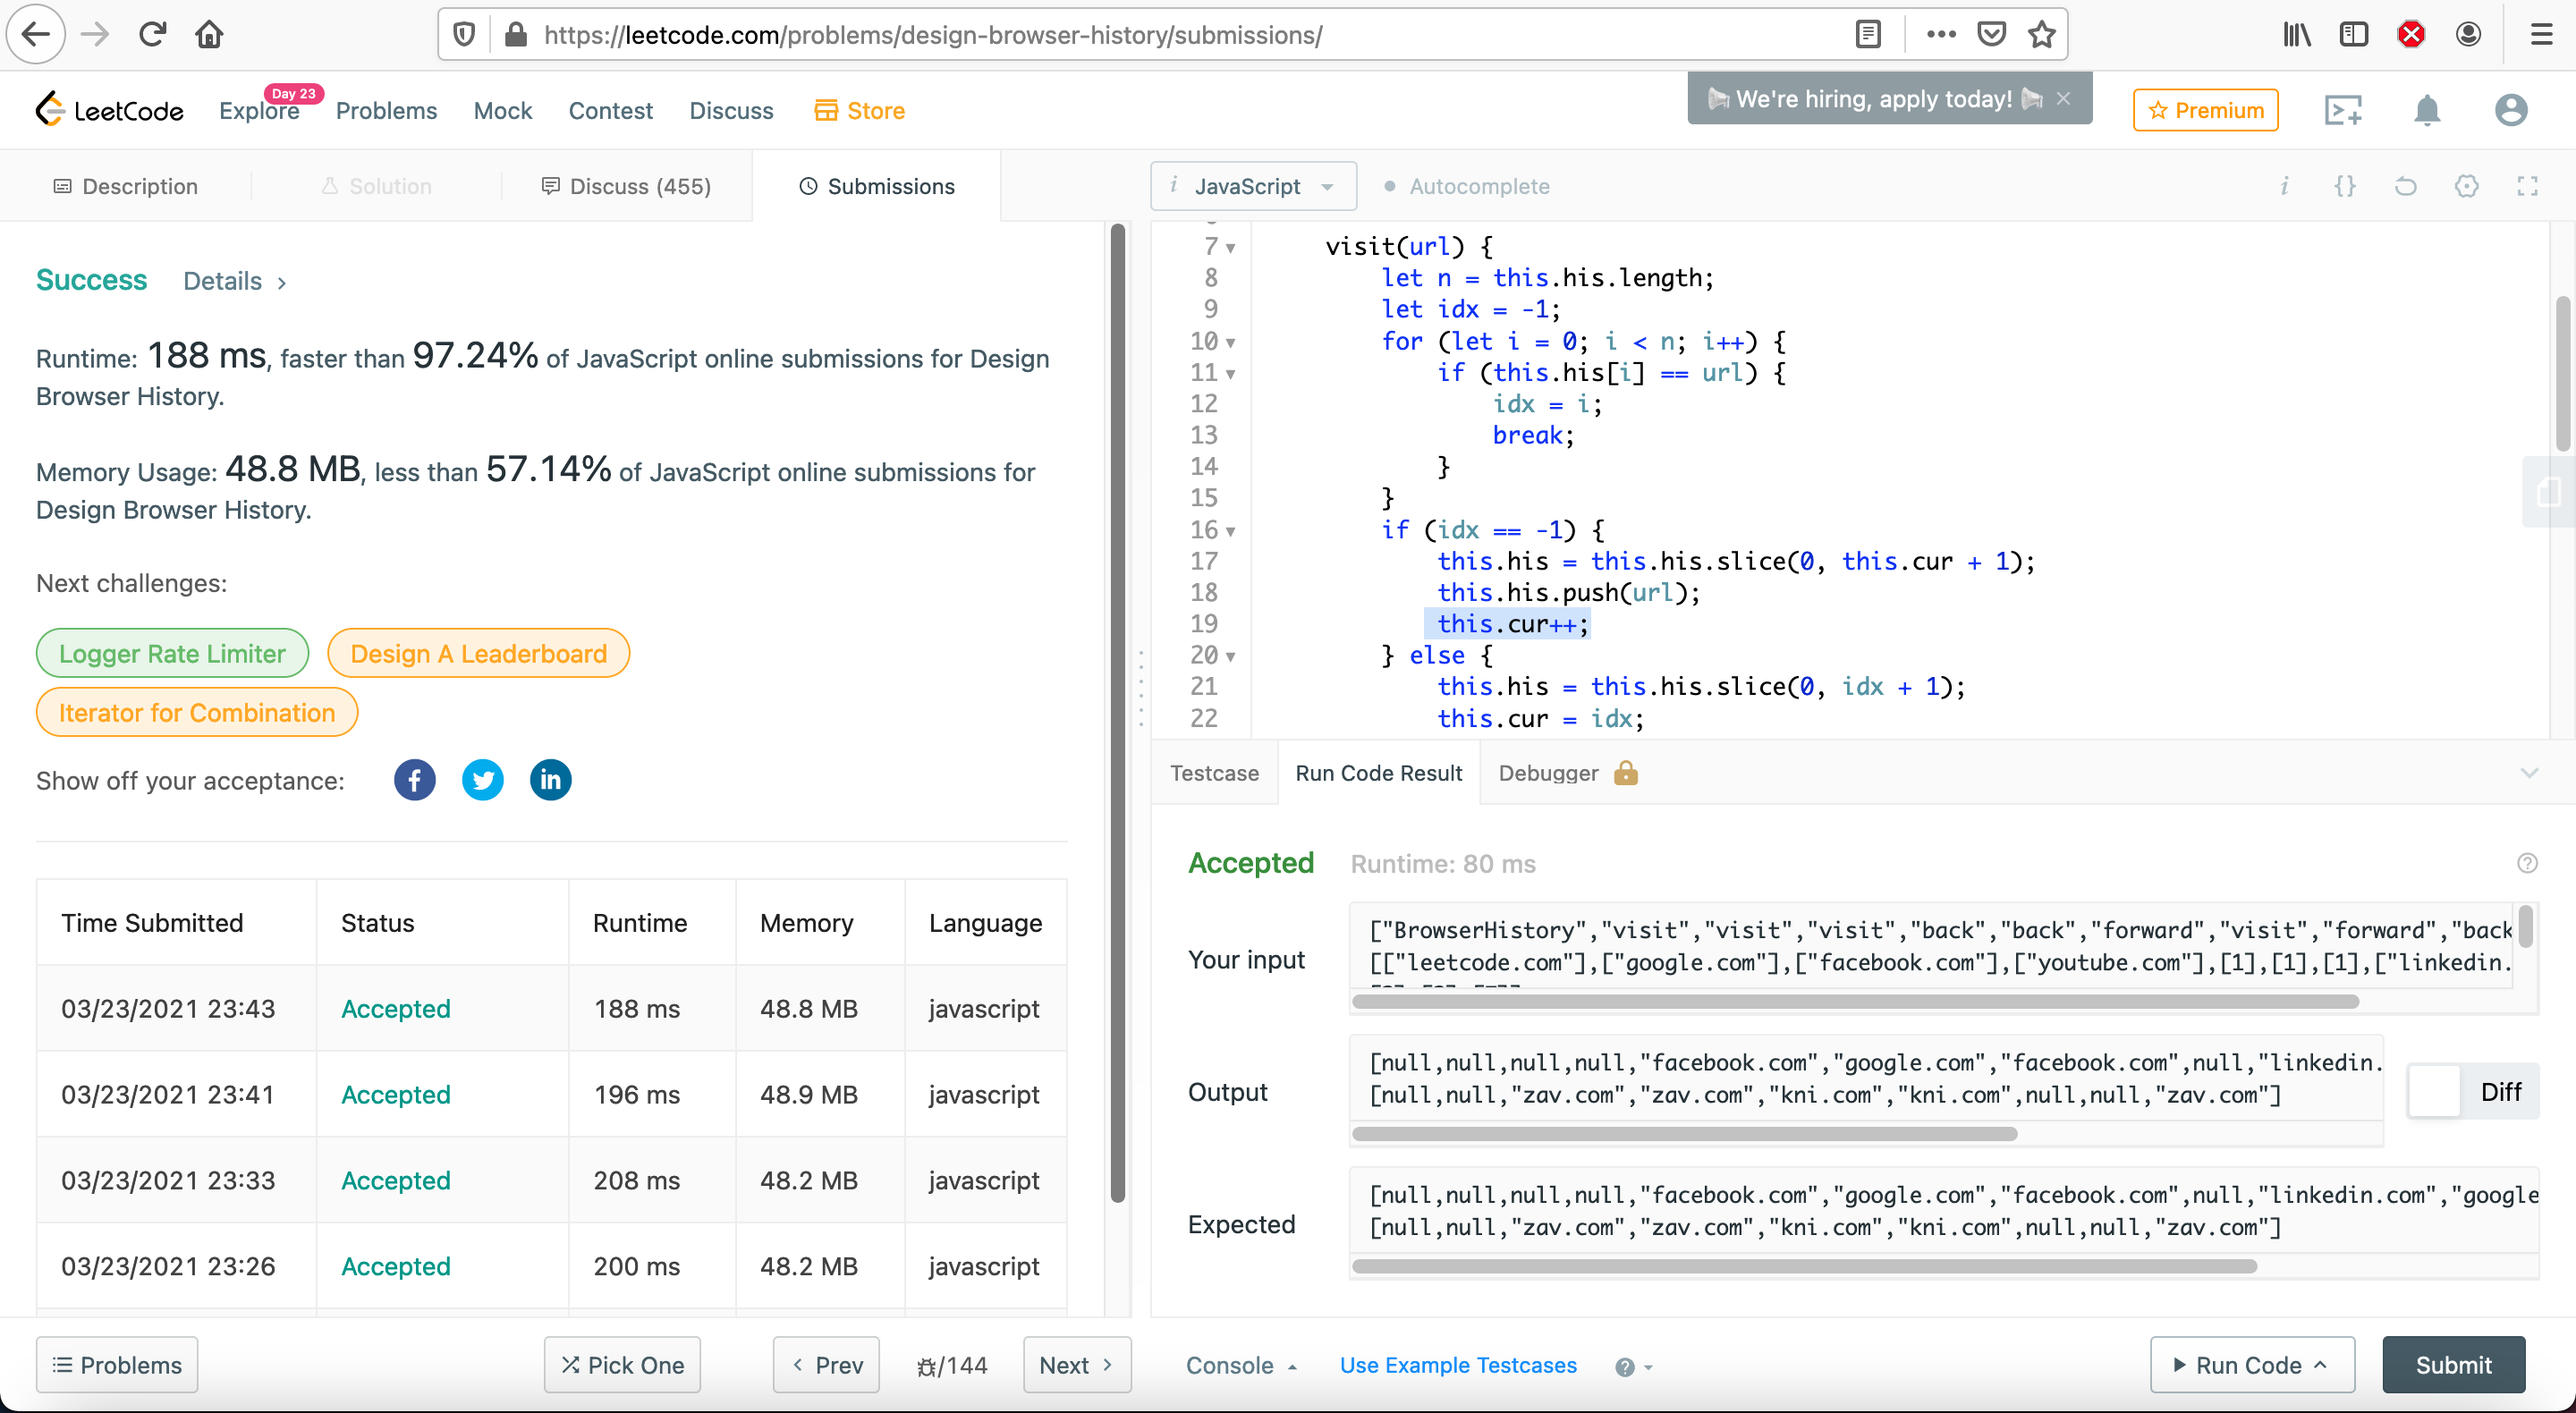 https://leetcode.com/problems/design-browser-history/submissions/
LeetCode
Explore
Day 23
Problems
Mock
Contest
Discuss
Store
We're hiring, apply today!
Premium
Description
Solution
Discuss (455)
Submissions
i JavaScript
Autocomplete
i {}
Success Details >
Runtime: 188 ms, faster than 97.24% of JavaScript online submissions for Design
Browser History.
Memory Usage: 48.8 MB, less than 57.14% of JavaScript online submissions for
Design Browser History.
Next challenges:
Logger Rate Limiter
Design A Leaderboard
Iterator for Combination
Show off your acceptance:
Time Submitted Status Runtime Memory Language
03/23/2021 23:43 Accepted 188 ms 48.8 MB javascript
03/23/2021 23:41 Accepted 196 ms 48.9 MB javascript
03/23/2021 23:33 Accepted 208 ms 48.2 MB javascript
03/23/2021 23:26 Accepted 200 ms 48.2 MB javascript
7 visit(url) {
8 let n = this.his.length;
9 let idx = -1;
10 for (let i = 0; i < n; i++) {
11 if (this.his[i] == url) {
12 idx = i;
13 break;
14 }
15 }
16 if (idx == -1) {
17 this.his = this.his.slice(0, this.cur + 1);
18 this.his.push(url);
19 this.cur++;
20 } else {
21 this.his = this.his.slice(0, idx + 1);
22 this.cur = idx;
Testcase
Run Code Result
Debugger
Accepted Runtime: 80 ms
Your input
["BrowserHistory","visit","visit","visit","back","back","forward","visit","forward","back
[["leetcode.com"],["google.com"],["facebook.com"],["youtube.com"],[1],[1],[1],["linkedin.
Output
[null,null,null,null,"facebook.com","google.com","facebook.com",null,"linkedin.
[null,null,"zav.com","zav.com","kni.com","kni.com",null,null,"zav.com"]
Diff
Expected
[null,null,null,null,"facebook.com","google.com","facebook.com",null,"linkedin.com","google
[null,null,"zav.com","zav.com","kni.com","kni.com",null,null,"zav.com"]
Problems
Pick One
< Prev
/144
Next >
Console
Use Example Testcases
Run Code
Submit